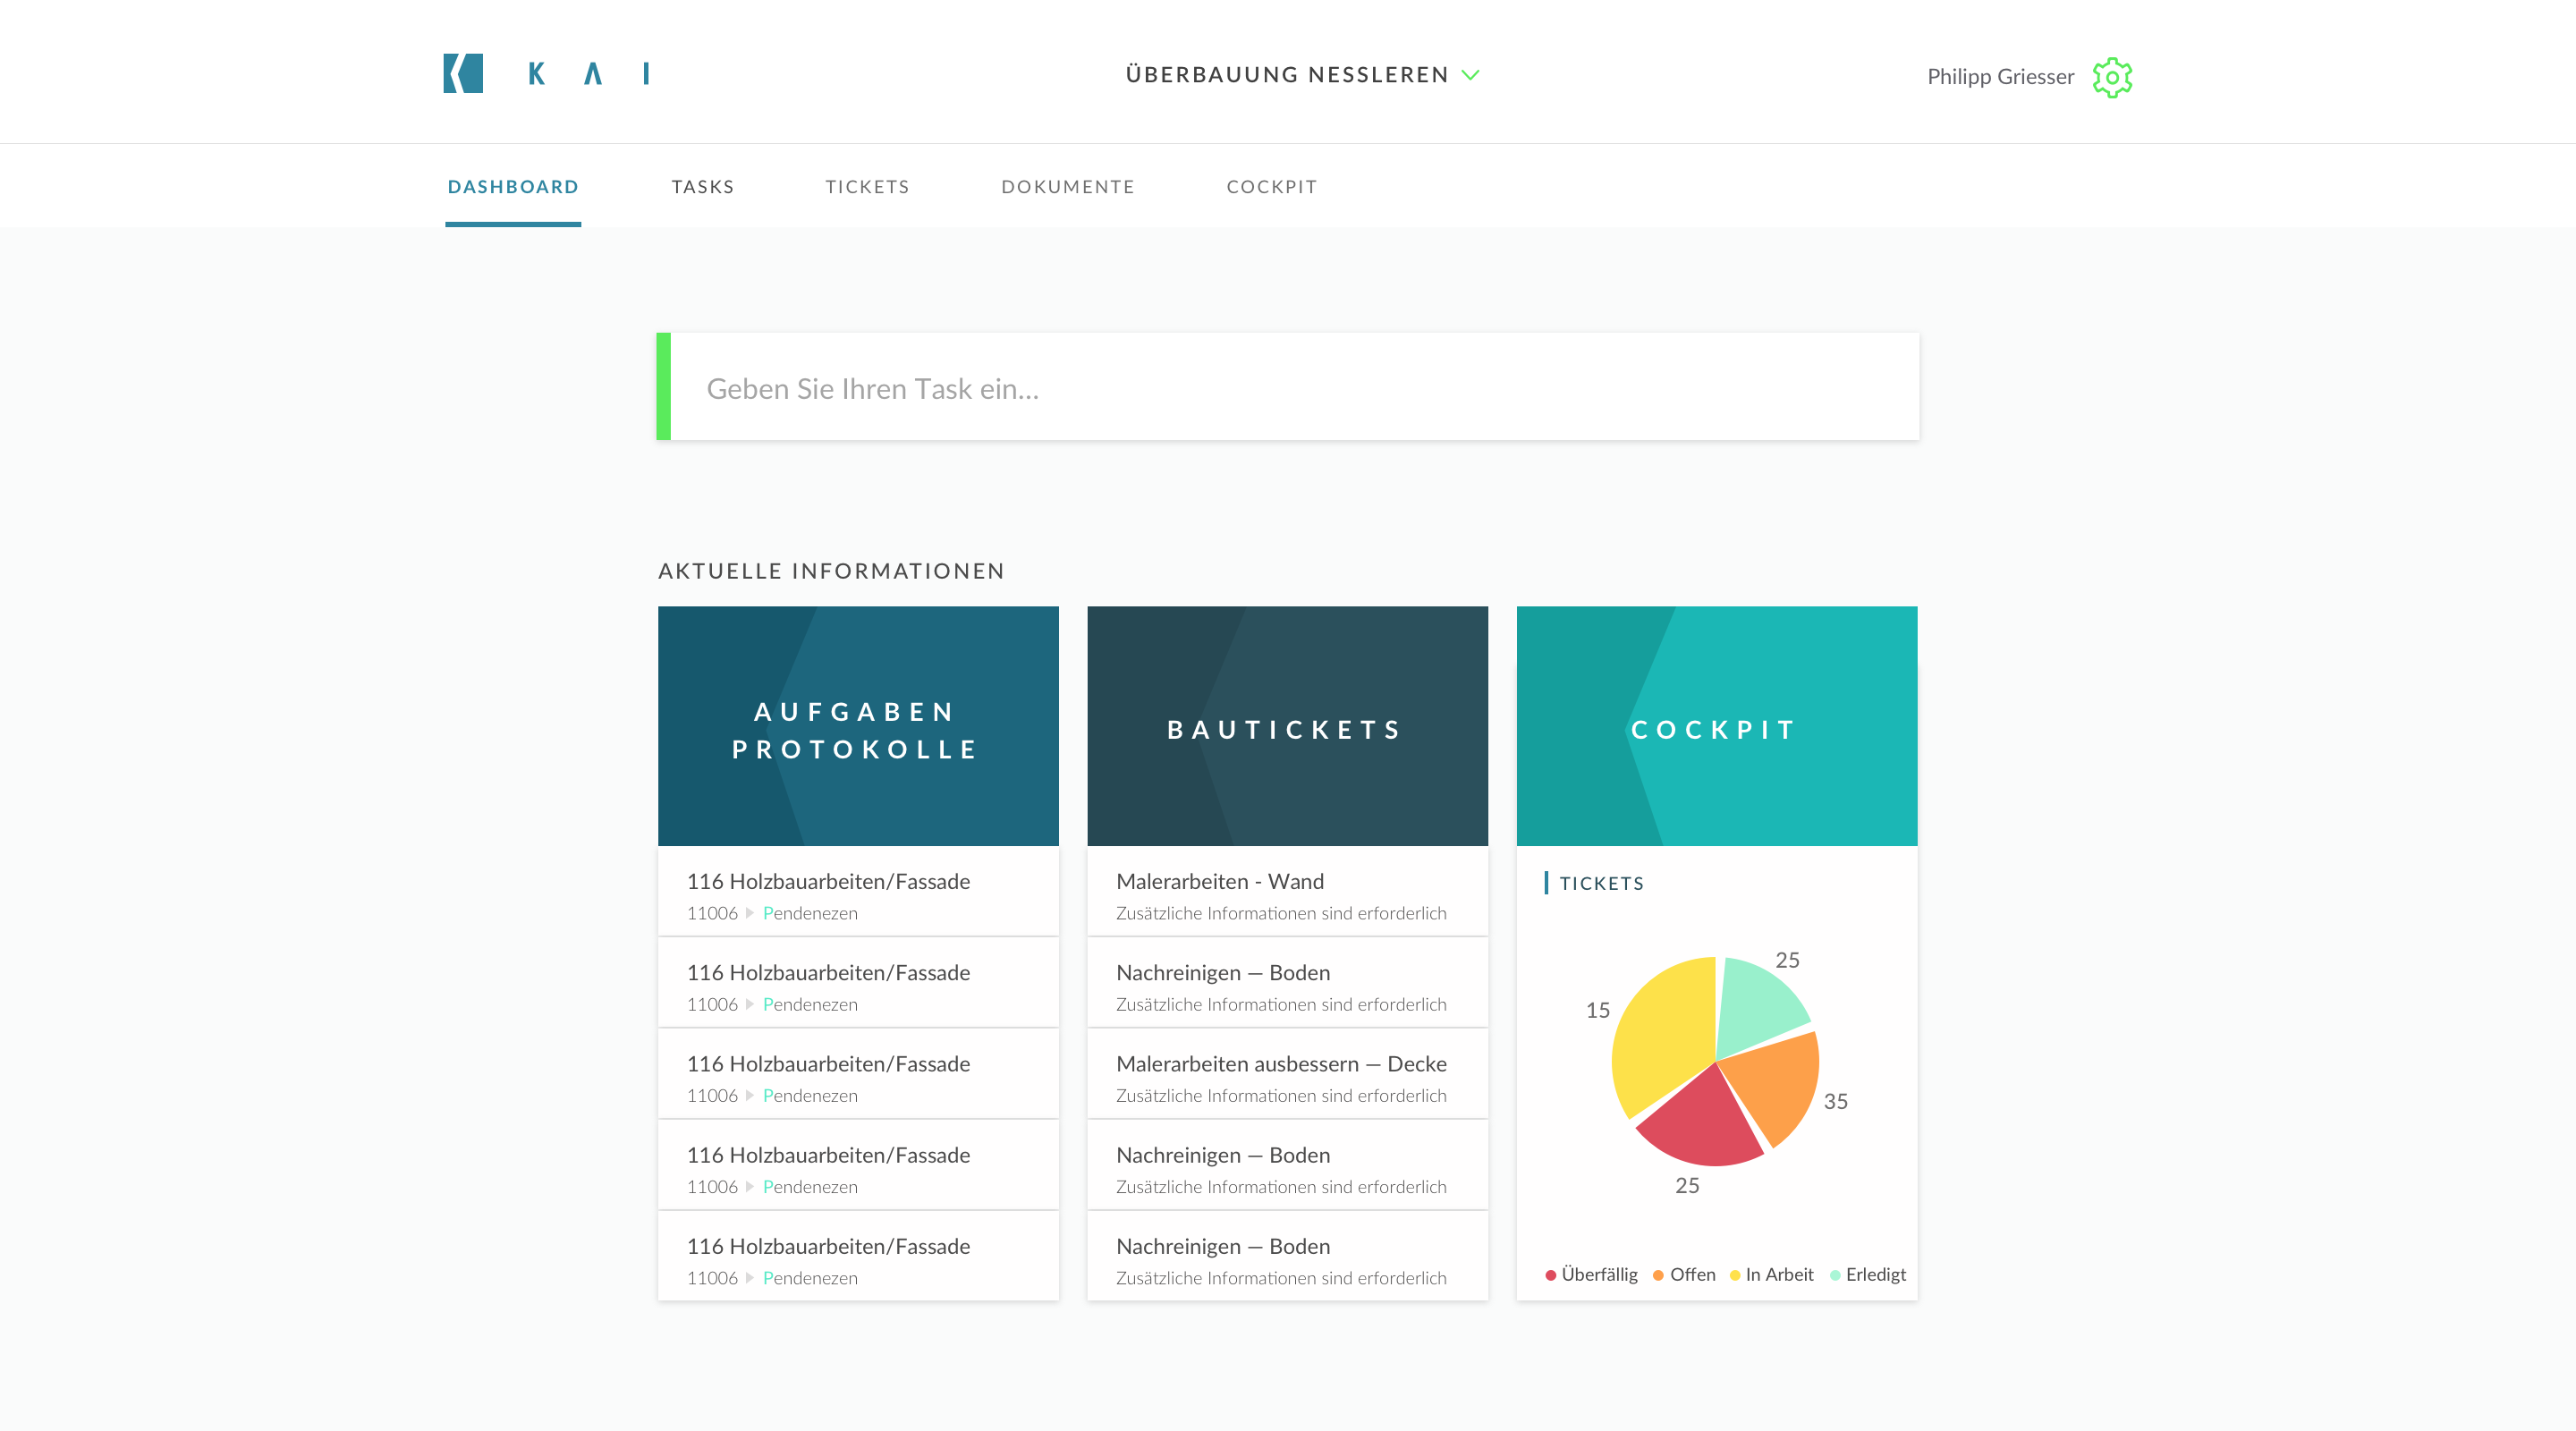 K A I
ÜBERBAUUNG NESSLEREN
Philipp Griesser
DASHBOARD
TASKS
TICKETS
DOKUMENTE
COCKPIT
Geben Sie Ihren Task ein...
AKTUELLE INFORMATIONEN
AUFGABEN
PROTOKOLLE
116 Holzbauarbeiten/Fassade
11006 Pendenezen
116 Holzbauarbeiten/Fassade
11006 Pendenezen
116 Holzbauarbeiten/Fassade
11006 Pendenezen
116 Holzbauarbeiten/Fassade
11006 Pendenezen
116 Holzbauarbeiten/Fassade
11006 Pendenezen
BAUTICKETS
Malerarbeiten - Wand
Zusätzliche Informationen sind erforderlich
Nachreinigen — Boden
Zusätzliche Informationen sind erforderlich
Malerarbeiten ausbessern — Decke
Zusätzliche Informationen sind erforderlich
Nachreinigen — Boden
Zusätzliche Informationen sind erforderlich
Nachreinigen — Boden
Zusätzliche Informationen sind erforderlich
COCKPIT
TICKETS
25
15
35
25
Überfällig
Offen
In Arbeit
Erledigt